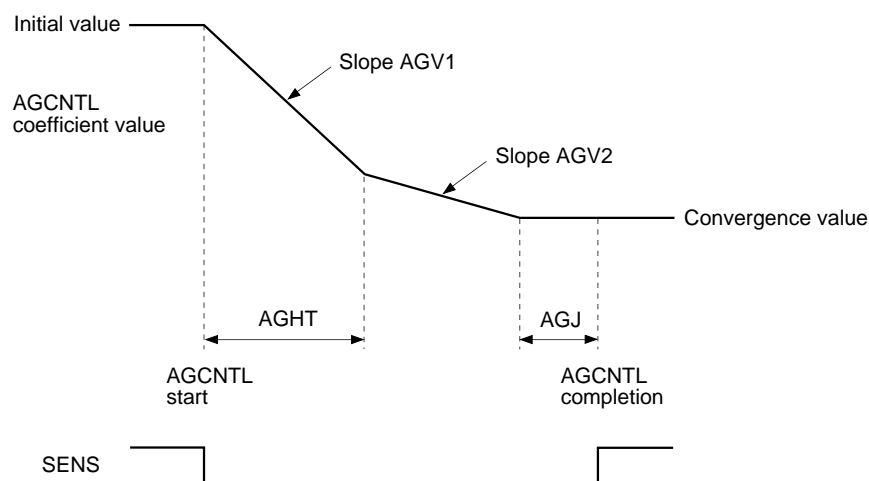 Initial value
Slope AGV1
AGCNTL
coefficient value
Slope AGV2
Convergence value
AGHT
AGJ
AGCNTL
start
AGCNTL
completion
SENS